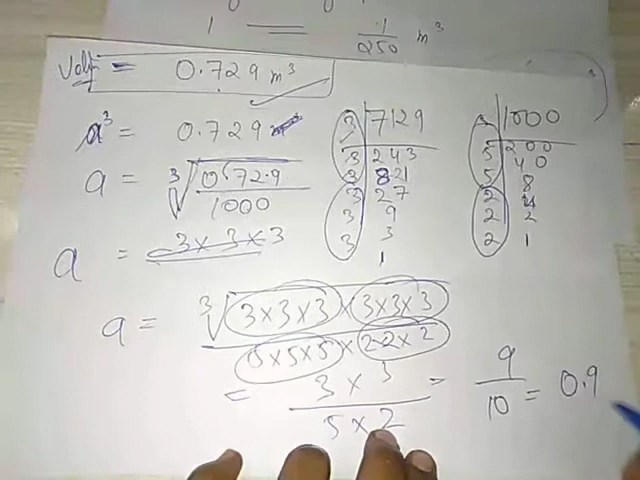 1 = 1/250 m³
Vol of = 0.729 m³
a³ = 0.729
a = ∛0729/1000
a = 3 x 3 x 3
3 | 729
3 | 243
3 | 81
3 | 27
3 | 9
3 | 3
1
5 | 1000
5 | 200
5 | 40
2 | 8
2 | 4
2 | 2
1
a = ∛3 x 3 x 3 x 3 x 3 x 3 / 5 x 5 x 5 x 2 x 2 x 2
= 3 x 3 / 5 x 2 = 9/10 = 0.9